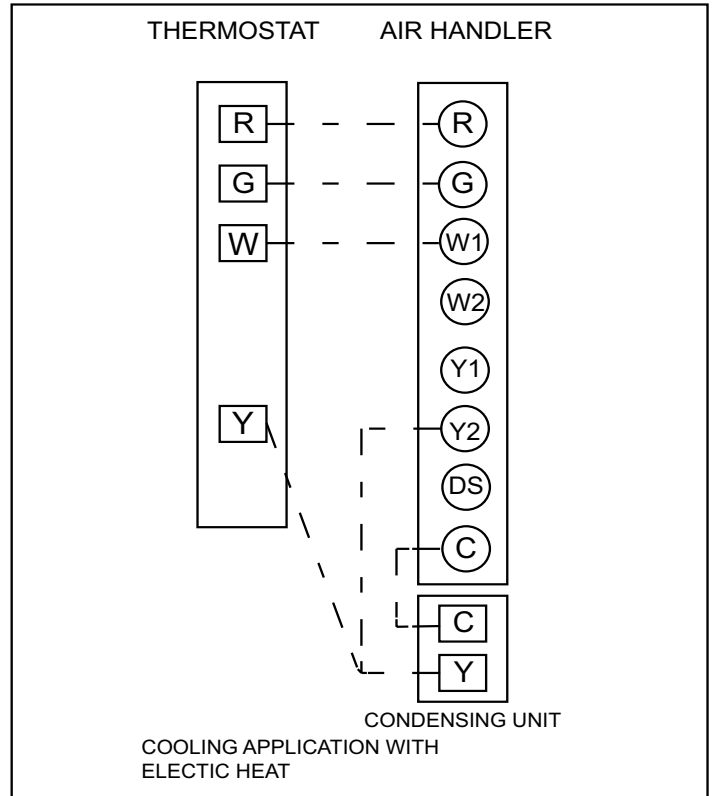 THERMOSTAT AIR HANDLER
R R
G G
W W1
W2
Y1
Y Y2
DS
C
C
Y
CONDENSING UNIT
COOLING APPLICATION WITH
ELECTIC HEAT